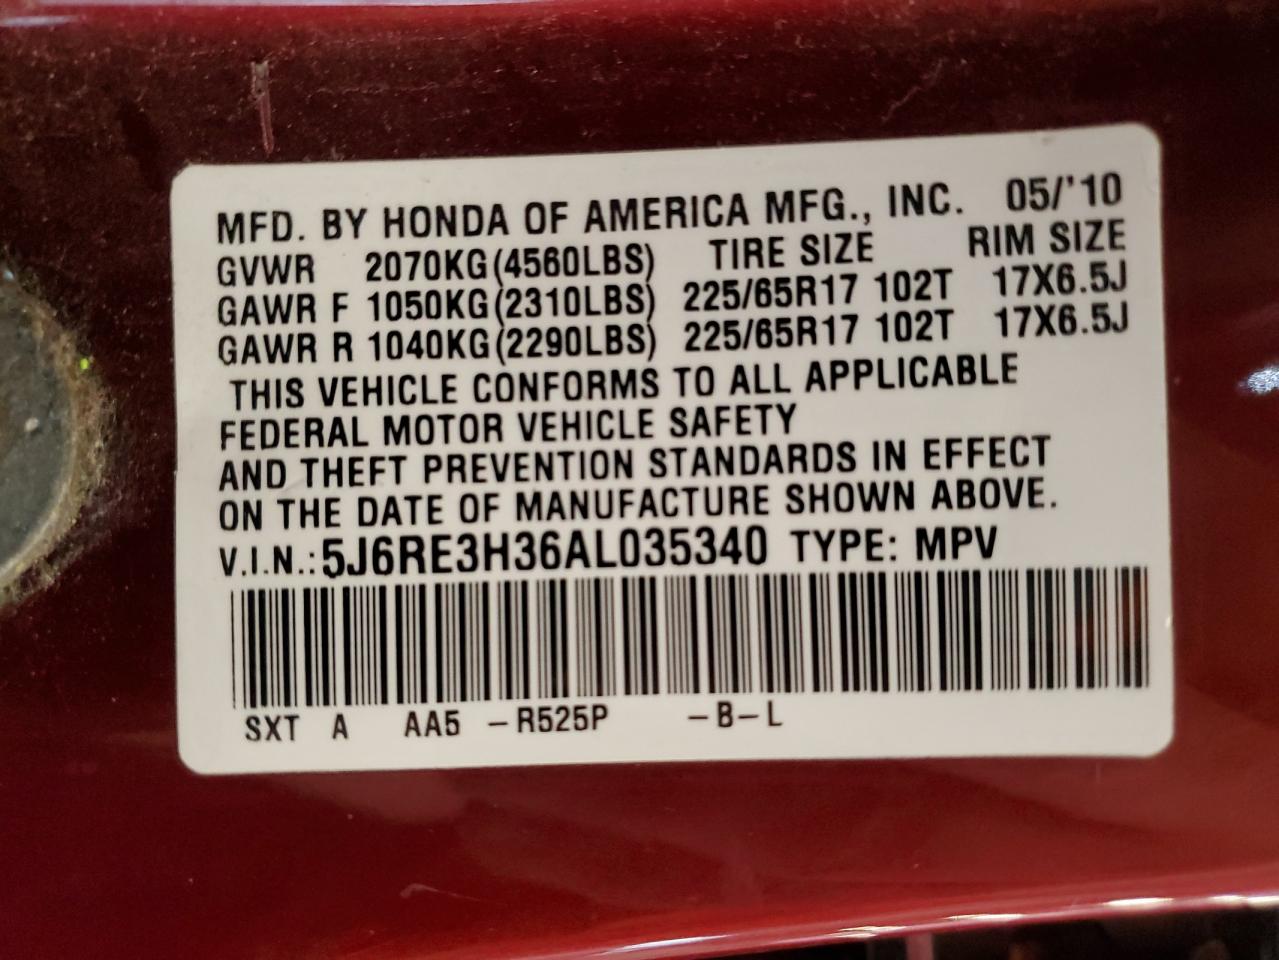 MFD. BY HONDA OF AMERICA MFG., INC. 05/'10
GVWR 2070KG(4560LBS) TIRE SIZE RIM SIZE
GAWR F 1050KG(2310LBS) 225/65R17 102T 17X6.5J
GAWR R 1040KG(2290LBS) 225/65R17 102T 17X6.5J
THIS VEHICLE CONFORMS TO ALL APPLICABLE
FEDERAL MOTOR VEHICLE SAFETY
AND THEFT PREVENTION STANDARDS IN EFFECT
ON THE DATE OF MANUFACTURE SHOWN ABOVE.
V.I.N.:5J6RE3H36AL035340 TYPE: MPV
SXT A AA5 -R525P -B-L